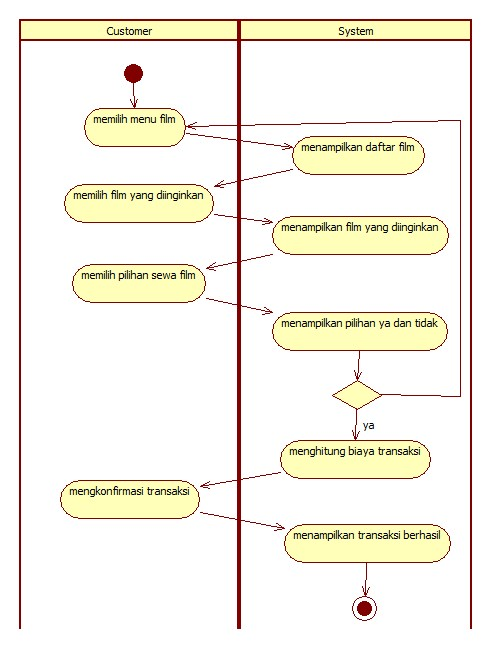 Customer
System
memilih menu film
menampilkan daftar film
memilih film yang diinginkan
menampilkan film yang diinginkan
memilih pilihan sewa film
menampilkan pilihan ya dan tidak
ya
menghitung biaya transaksi
mengkonfirmasi transaksi
menampilkan transaksi berhasil